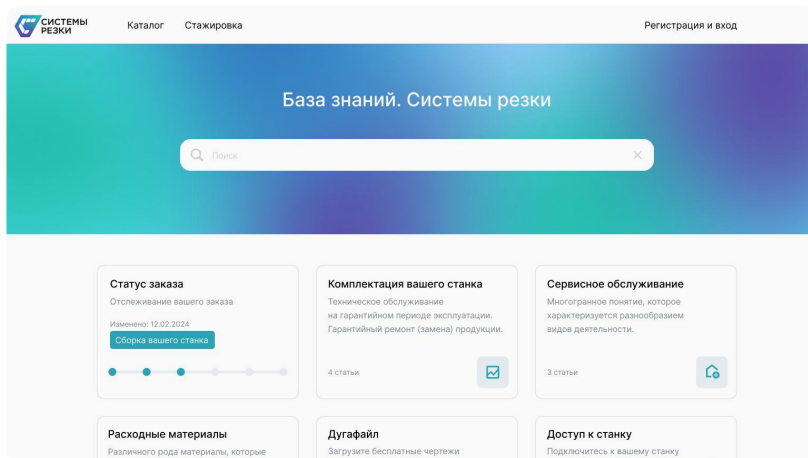 СИСТЕМЫ
РЕЗКИ
Каталог
Стажировка
Регистрация и вход
База знаний. Системы резки
Поиск
Статус заказа
Отслеживание вашего заказа
Изменено: 12.02.2024
Сборка вашего станка
Комплектация вашего станка
Техническое обслуживание
на гарантийном периоде эксплуатации.
Гарантийный ремонт (замена) продукции.
4 статьи
Сервисное обслуживание
Многогранное понятие, которое
характеризуется разнообразием
видов деятельности.
3 статьи
Расходные материалы
Различного рода материалы, которые
Дугафайл
Загрузите бесплатные чертежи
Доступ к станку
Подключитесь к вашему станку